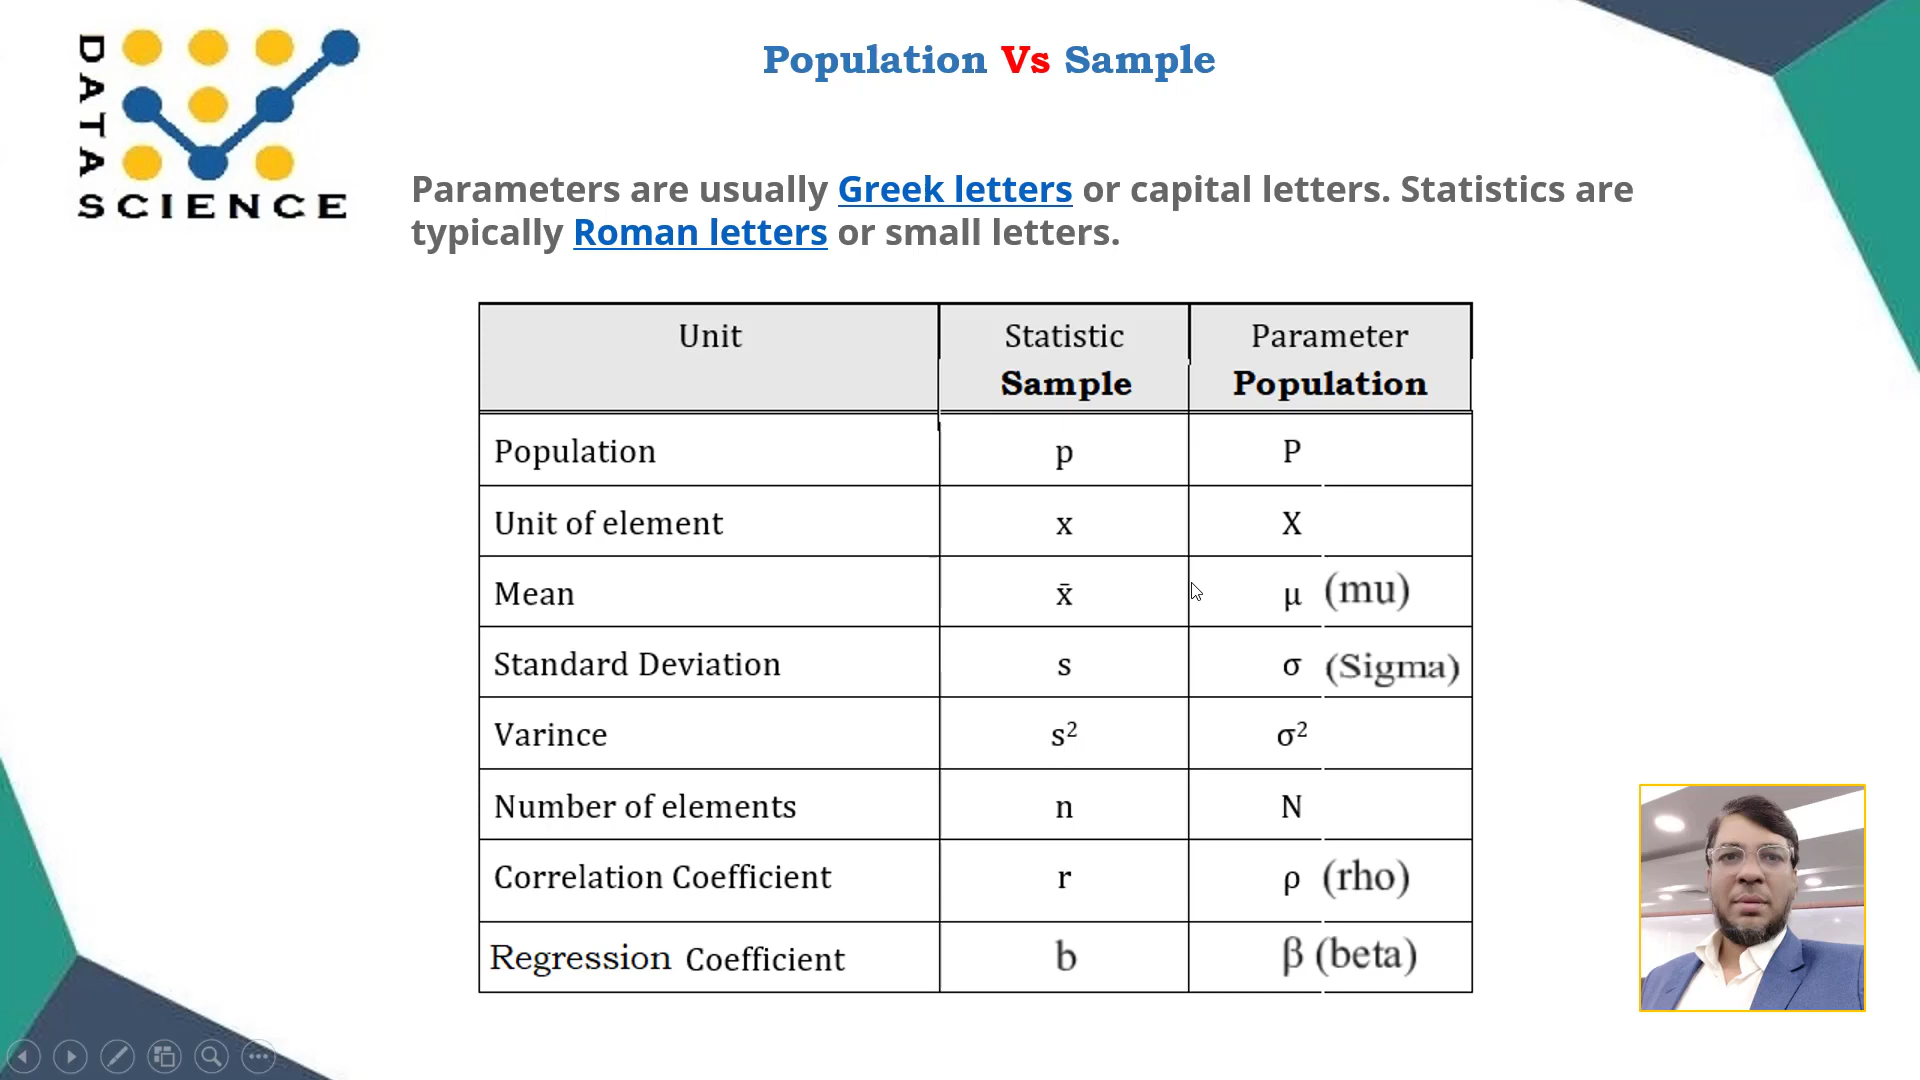 DATA
SCIENCE
Population Vs Sample
Parameters are usually Greek letters or capital letters. Statistics are
typically Roman letters or small letters.
Unit Statistic Parameter
Sample Population
Population p P
Unit of element x X
Mean x̄ μ (mu)
Standard Deviation s σ (Sigma)
Varince s² σ²
Number of elements n N
Correlation Coefficient r ρ (rho)
Regression Coefficient b β (beta)